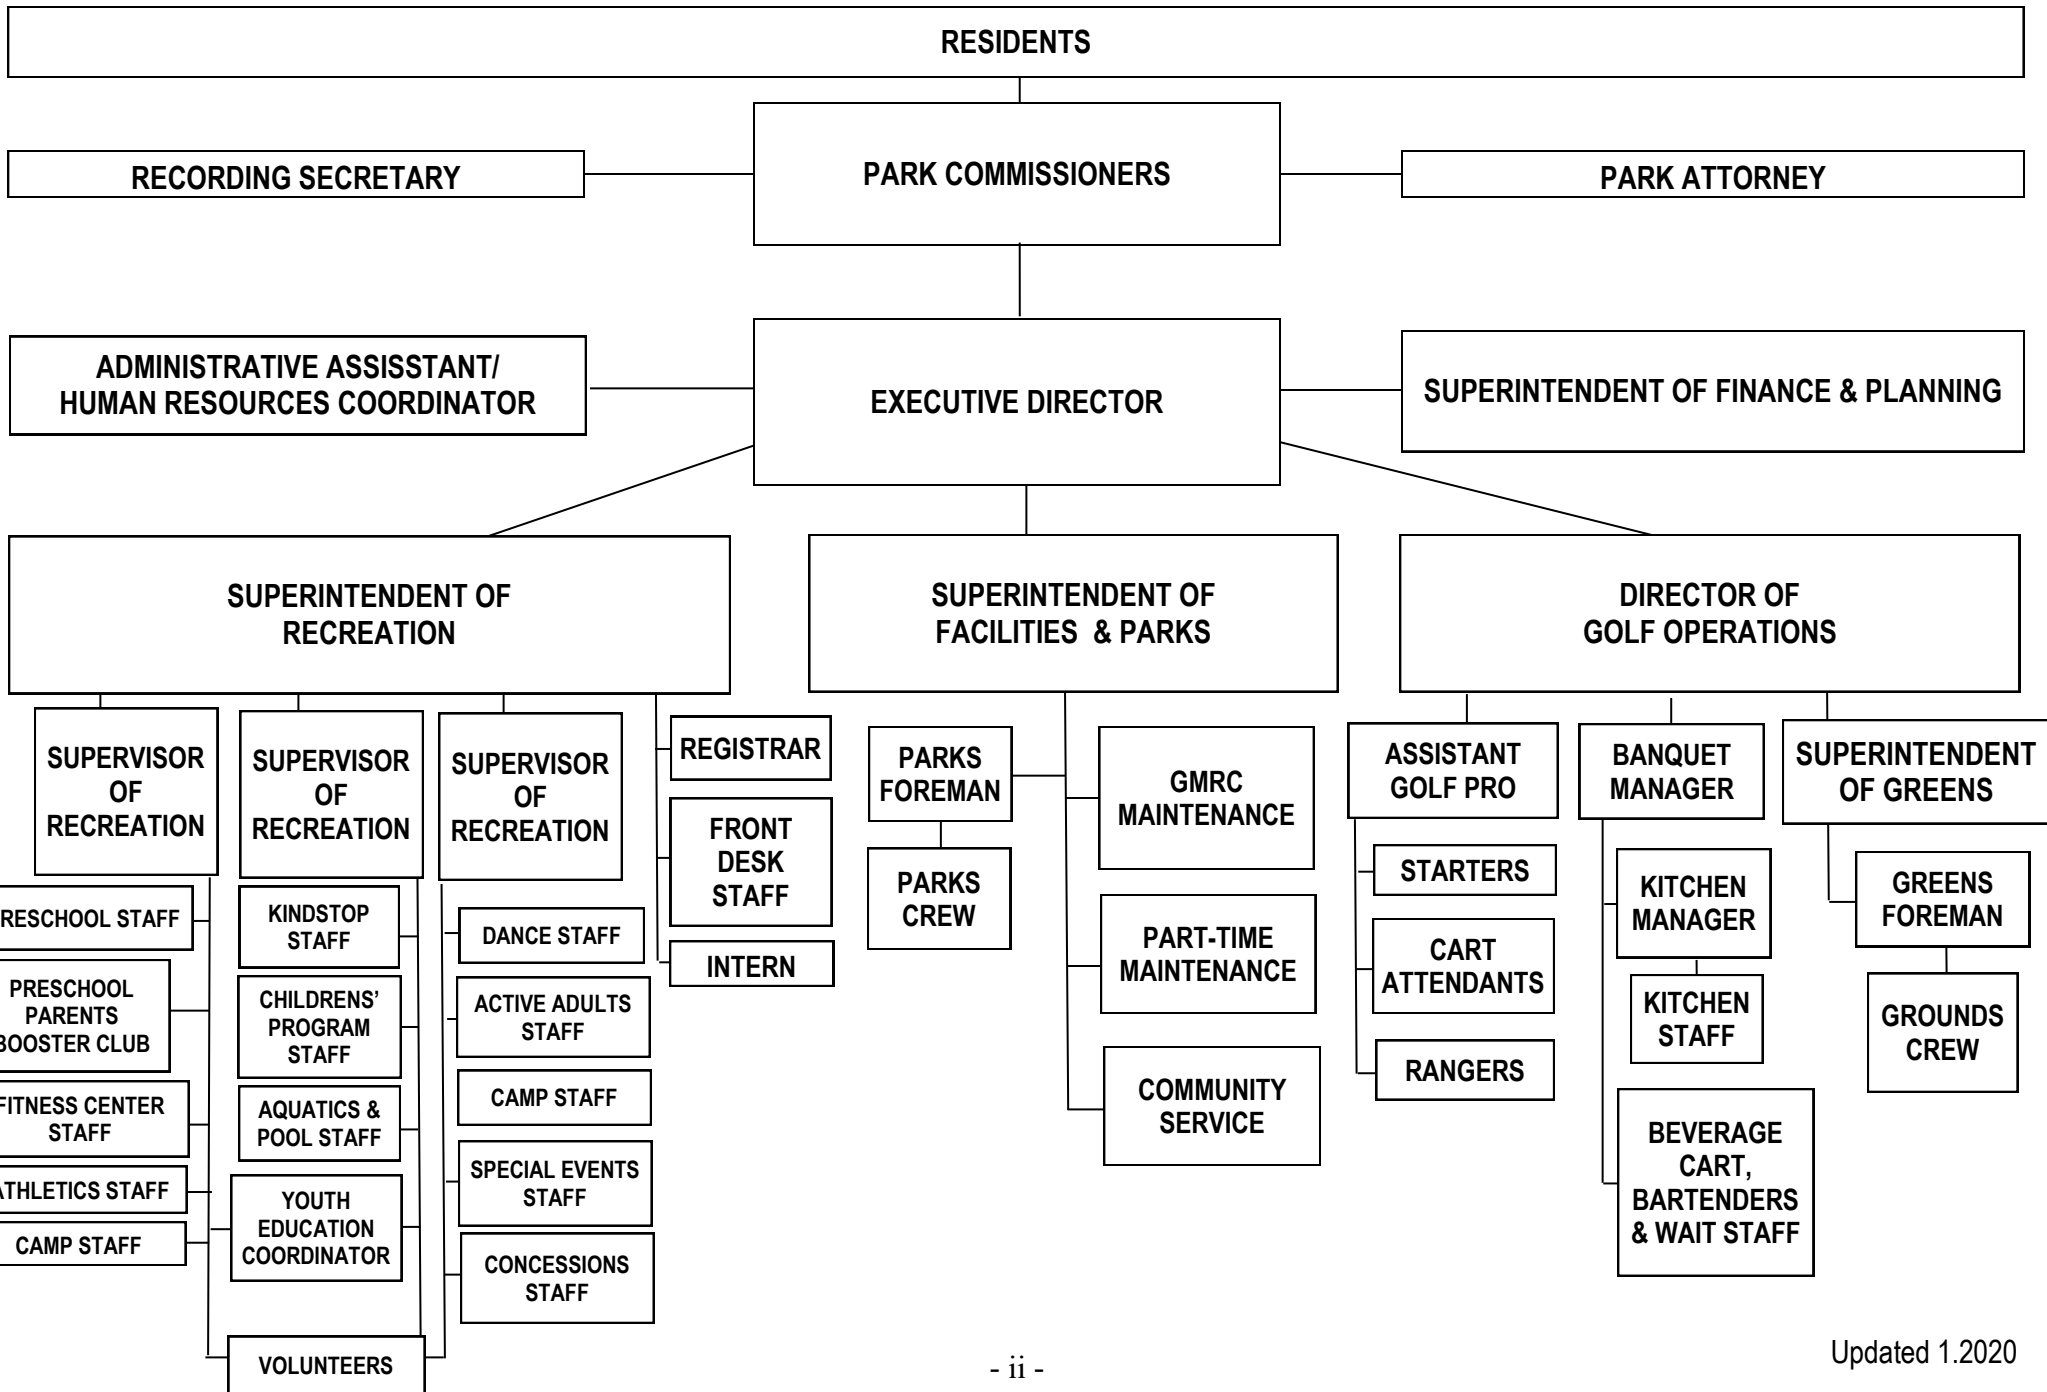 RESIDENTS
RECORDING SECRETARY
PARK COMMISSIONERS
PARK ATTORNEY
ADMINISTRATIVE ASSISSTANT/
HUMAN RESOURCES COORDINATOR
EXECUTIVE DIRECTOR
SUPERINTENDENT OF FINANCE & PLANNING
SUPERINTENDENT OF
RECREATION
SUPERINTENDENT OF
FACILITIES & PARKS
DIRECTOR OF
GOLF OPERATIONS
SUPERVISOR
OF
RECREATION
RESCHOOL STAFF
PRESCHOOL
PARENTS
BOOSTER CLUB
FITNESS CENTER
STAFF
ATHLETICS STAFF
CAMP STAFF
SUPERVISOR
OF
RECREATION
KINDSTOP
STAFF
CHILDRENS’
PROGRAM
STAFF
AQUATICS &
POOL STAFF
YOUTH
EDUCATION
COORDINATOR
VOLUNTEERS
SUPERVISOR
OF
RECREATION
DANCE STAFF
ACTIVE ADULTS
STAFF
CAMP STAFF
SPECIAL EVENTS
STAFF
CONCESSIONS
STAFF
REGISTRAR
FRONT
DESK
STAFF
INTERN
PARKS
FOREMAN
PARKS
CREW
GMRC
MAINTENANCE
PART-TIME
MAINTENANCE
COMMUNITY
SERVICE
ASSISTANT
GOLF PRO
STARTERS
CART
ATTENDANTS
RANGERS
BANQUET
MANAGER
KITCHEN
MANAGER
KITCHEN
STAFF
BEVERAGE
CART,
BARTENDERS
& WAIT STAFF
SUPERINTENDENT
OF GREENS
GREENS
FOREMAN
GROUNDS
CREW
- ii -
Updated 1.2020